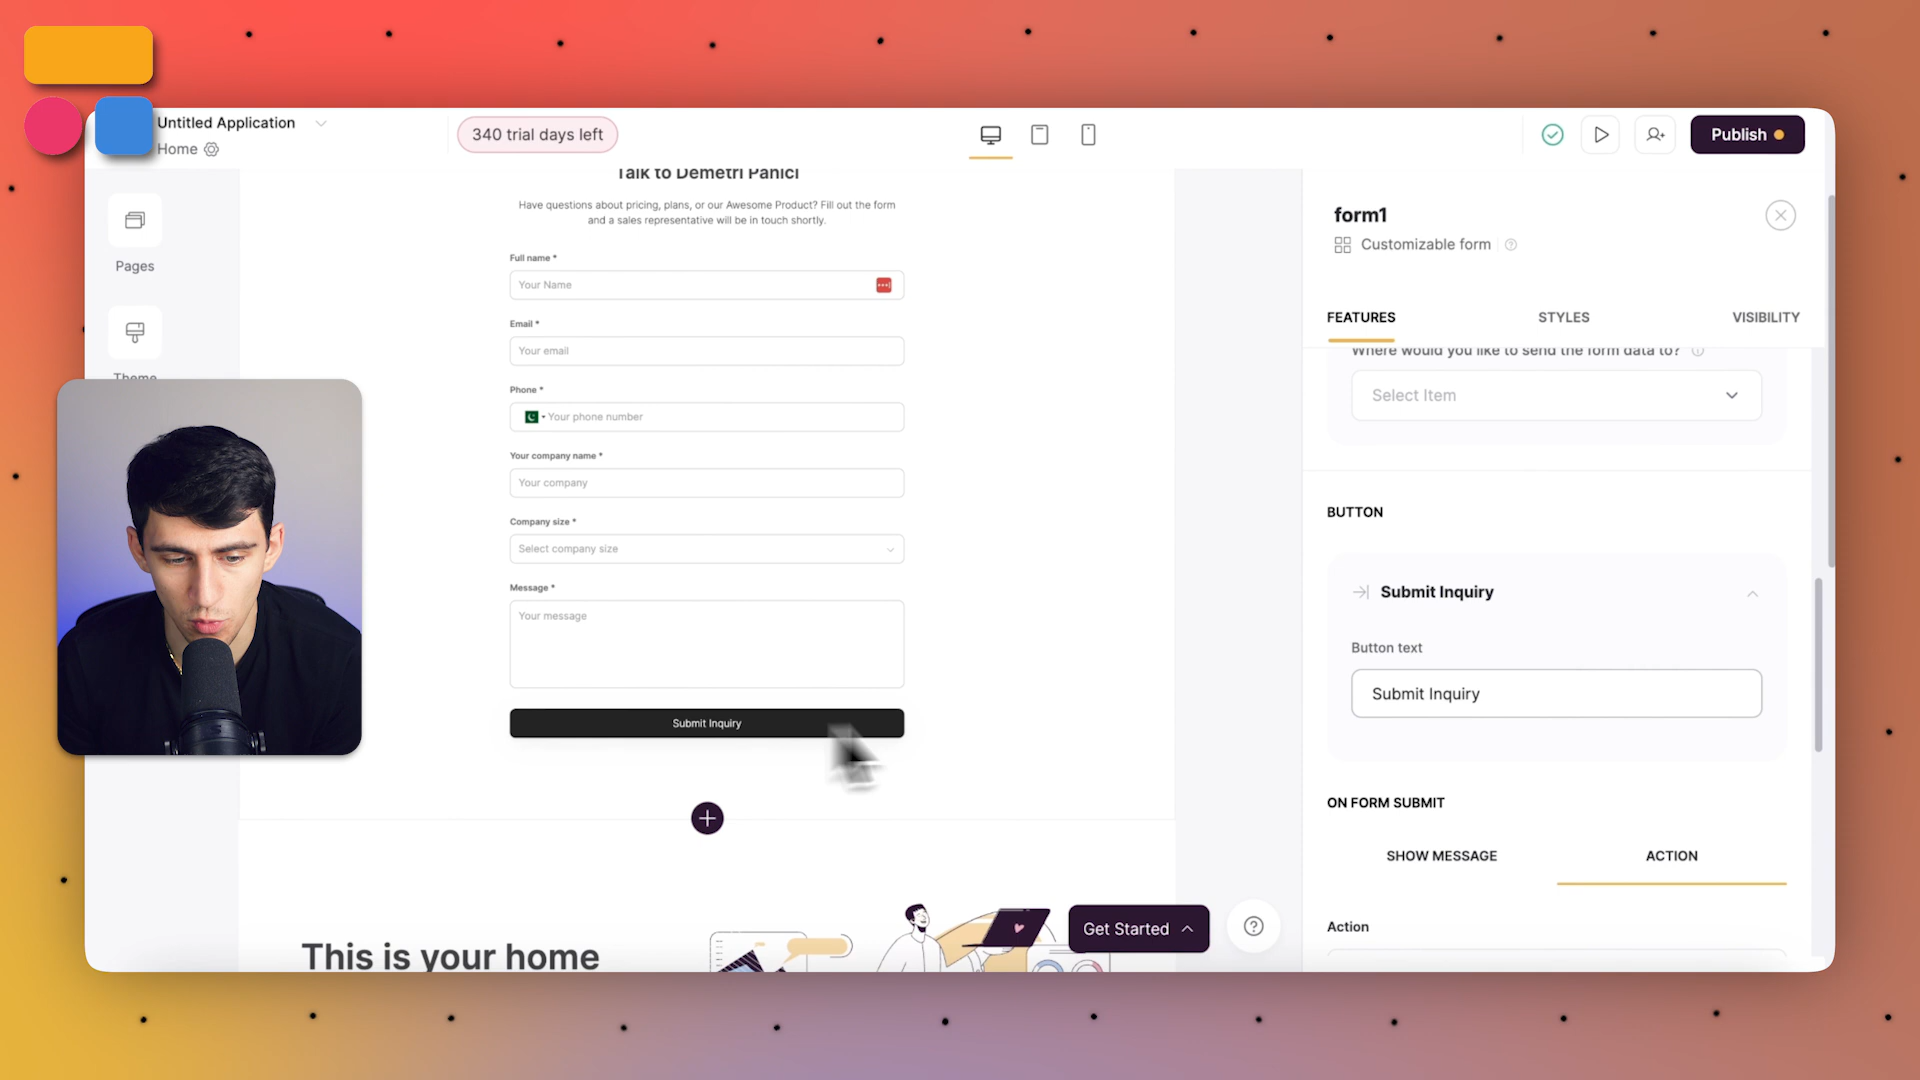 Untitled Application
Home
340 trial days left
Publish
Pages
Theme
Talk to Demetri Panici
Have questions about pricing, plans, or our Awesome Product? Fill out the form
and a sales representative will be in touch shortly.
Full name *
Your Name
Email *
Your email
Phone *
Your phone number
Your company name *
Your company
Company size *
Select company size
Message *
Your message
Submit Inquiry
This is your home
Get Started
form1
Customizable form
FEATURES
STYLES
VISIBILITY
Where would you like to send the form data to?
Select Item
BUTTON
Submit Inquiry
Button text
Submit Inquiry
ON FORM SUBMIT
SHOW MESSAGE
ACTION
Action